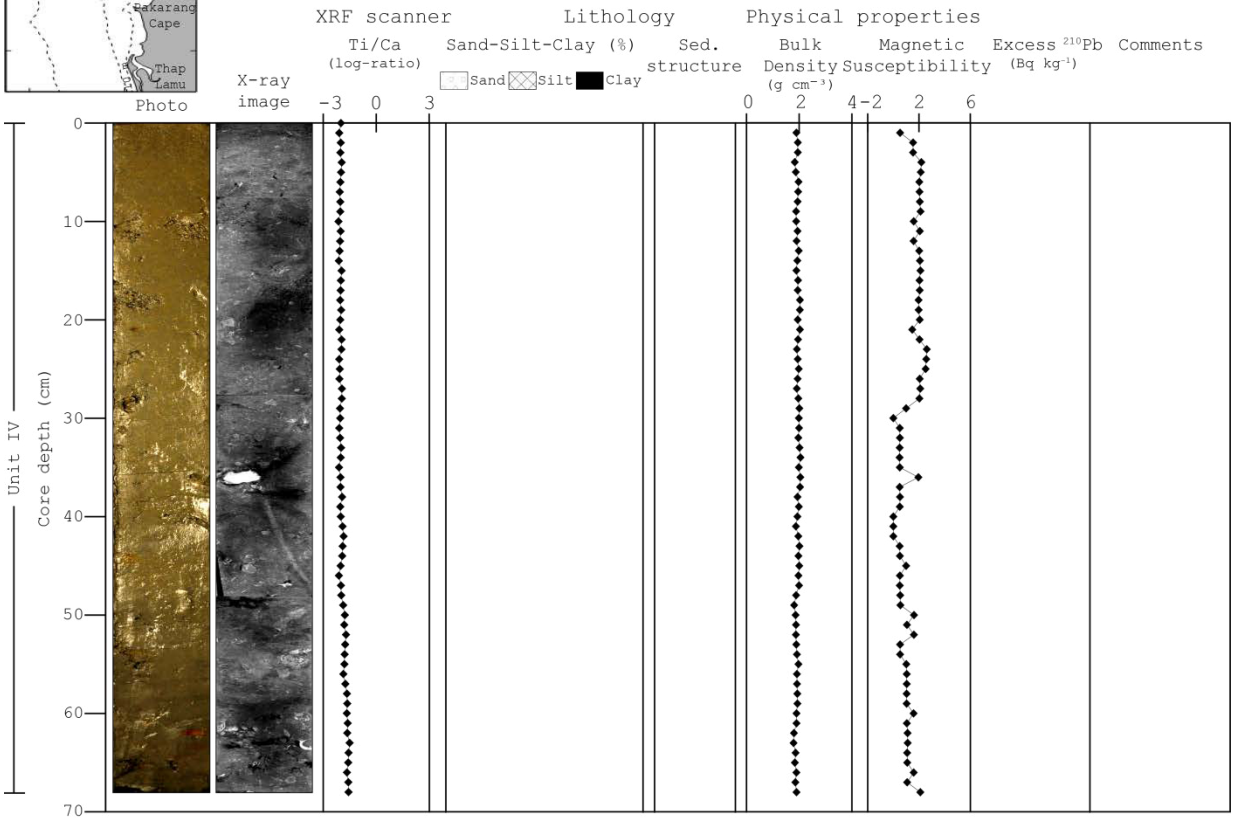 Pakarang
Cape
Thap
Lamu
XRF scanner Lithology Physical properties
Ti/Ca Sand-Silt-Clay (%) Sed. Bulk Magnetic Excess ²¹⁰Pb Comments
(log-ratio) structure Density Susceptibility (Bq kg⁻¹)
X-ray Sand Silt Clay (g cm⁻³)
Photo image -3 0 3 0 2 4 -2 2 6
0
10
20
30
40
50
60
70
Core depth (cm)
Unit IV